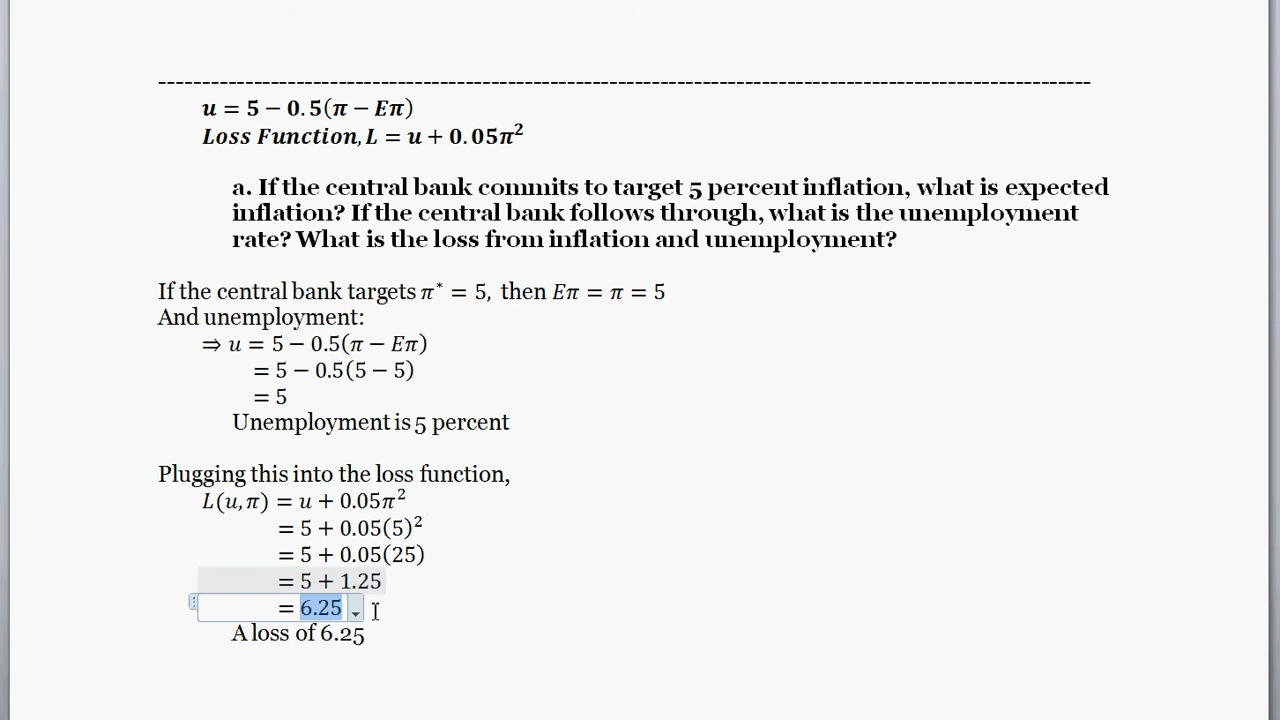 --------------------------------------------------------------------------------------------------------
u = 5 − 0.5(π − Eπ)
Loss Function, L = u + 0.05π²
a. If the central bank commits to target 5 percent inflation, what is expected
inflation? If the central bank follows through, what is the unemployment
rate? What is the loss from inflation and unemployment?
If the central bank targets π* = 5, then Eπ = π = 5
And unemployment:
⇒ u = 5 − 0.5(π − Eπ)
= 5 − 0.5(5 − 5)
= 5
Unemployment is 5 percent
Plugging this into the loss function,
L(u, π) = u + 0.05π²
= 5 + 0.05(5)²
= 5 + 0.05(25)
= 5 + 1.25
= 6.25
A loss of 6.25